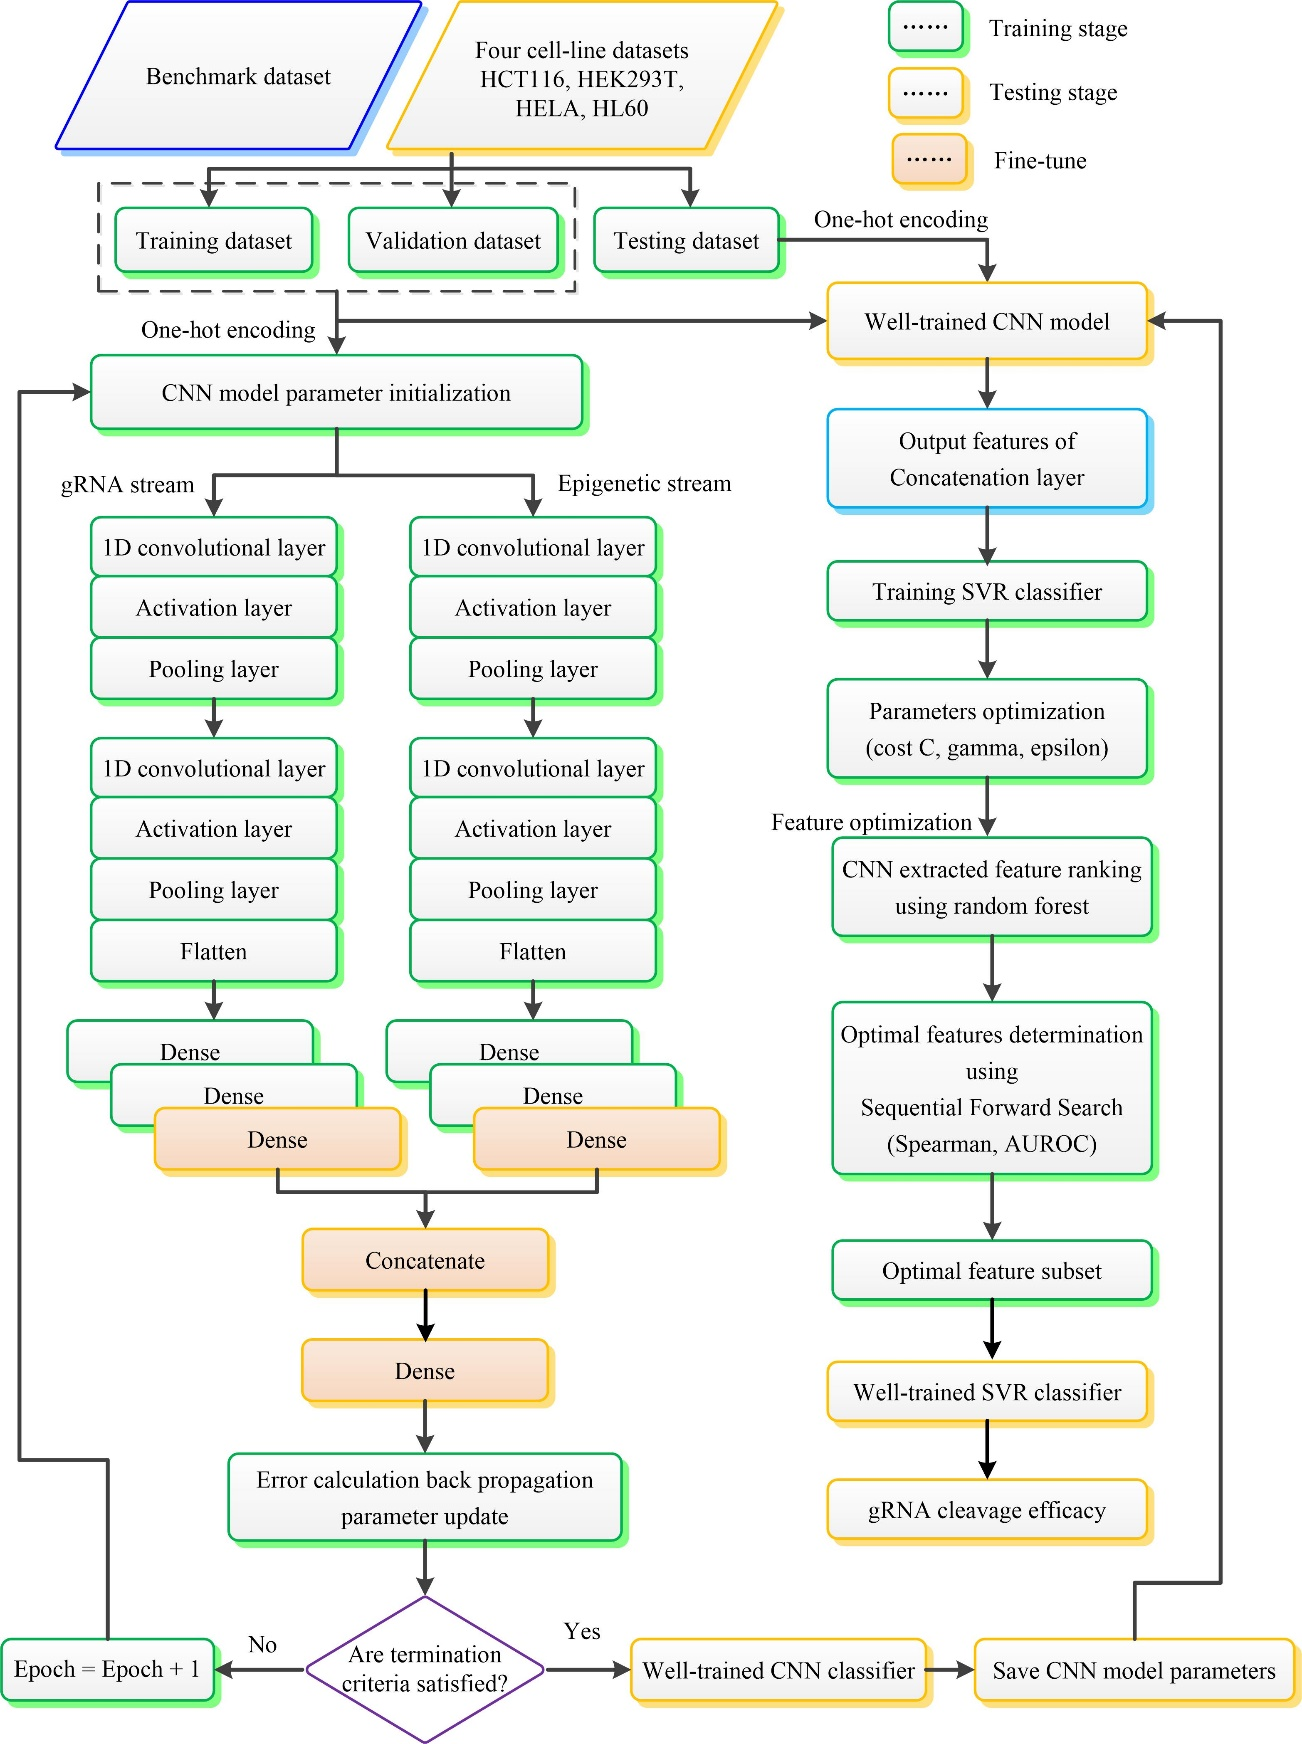 Benchmark dataset
Four cell-line datasets
HCT116, HEK293T,
HELA, HL60
······
Training stage
······
Testing stage
······
Fine-tune
Training dataset
Validation dataset
Testing dataset
One-hot encoding
One-hot encoding
Well-trained CNN model
CNN model parameter initialization
Output features of
Concatenation layer
gRNA stream
Epigenetic stream
1D convolutional layer
Activation layer
Pooling layer
1D convolutional layer
Activation layer
Pooling layer
Flatten
Dense
Dense
Dense
1D convolutional layer
Activation layer
Pooling layer
1D convolutional layer
Activation layer
Pooling layer
Flatten
Dense
Dense
Dense
Concatenate
Dense
Error calculation back propagation
parameter update
Are termination
criteria satisfied?
No
Epoch = Epoch + 1
Yes
Well-trained CNN classifier
Save CNN model parameters
Training SVR classifier
Parameters optimization
(cost C, gamma, epsilon)
Feature optimization
CNN extracted feature ranking
using random forest
Optimal features determination
using
Sequential Forward Search
(Spearman, AUROC)
Optimal feature subset
Well-trained SVR classifier
gRNA cleavage efficacy